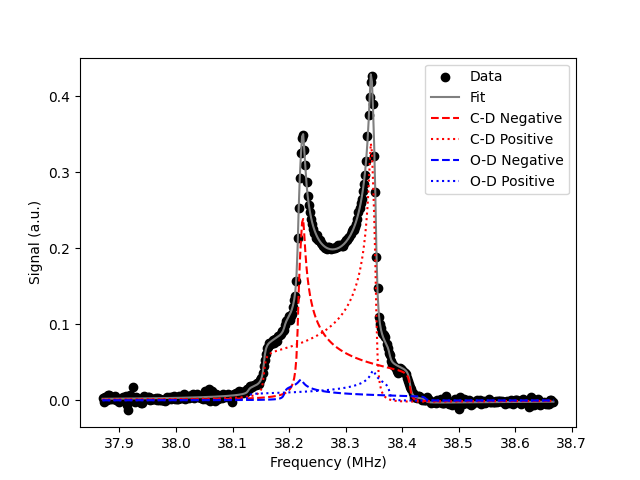 Data
Fit
C-D Negative
C-D Positive
O-D Negative
O-D Positive
0.4
0.3
0.2
0.1
0.0
Signal (a.u.)
37.9 38.0 38.1 38.2 38.3 38.4 38.5 38.6 38.7
Frequency (MHz)